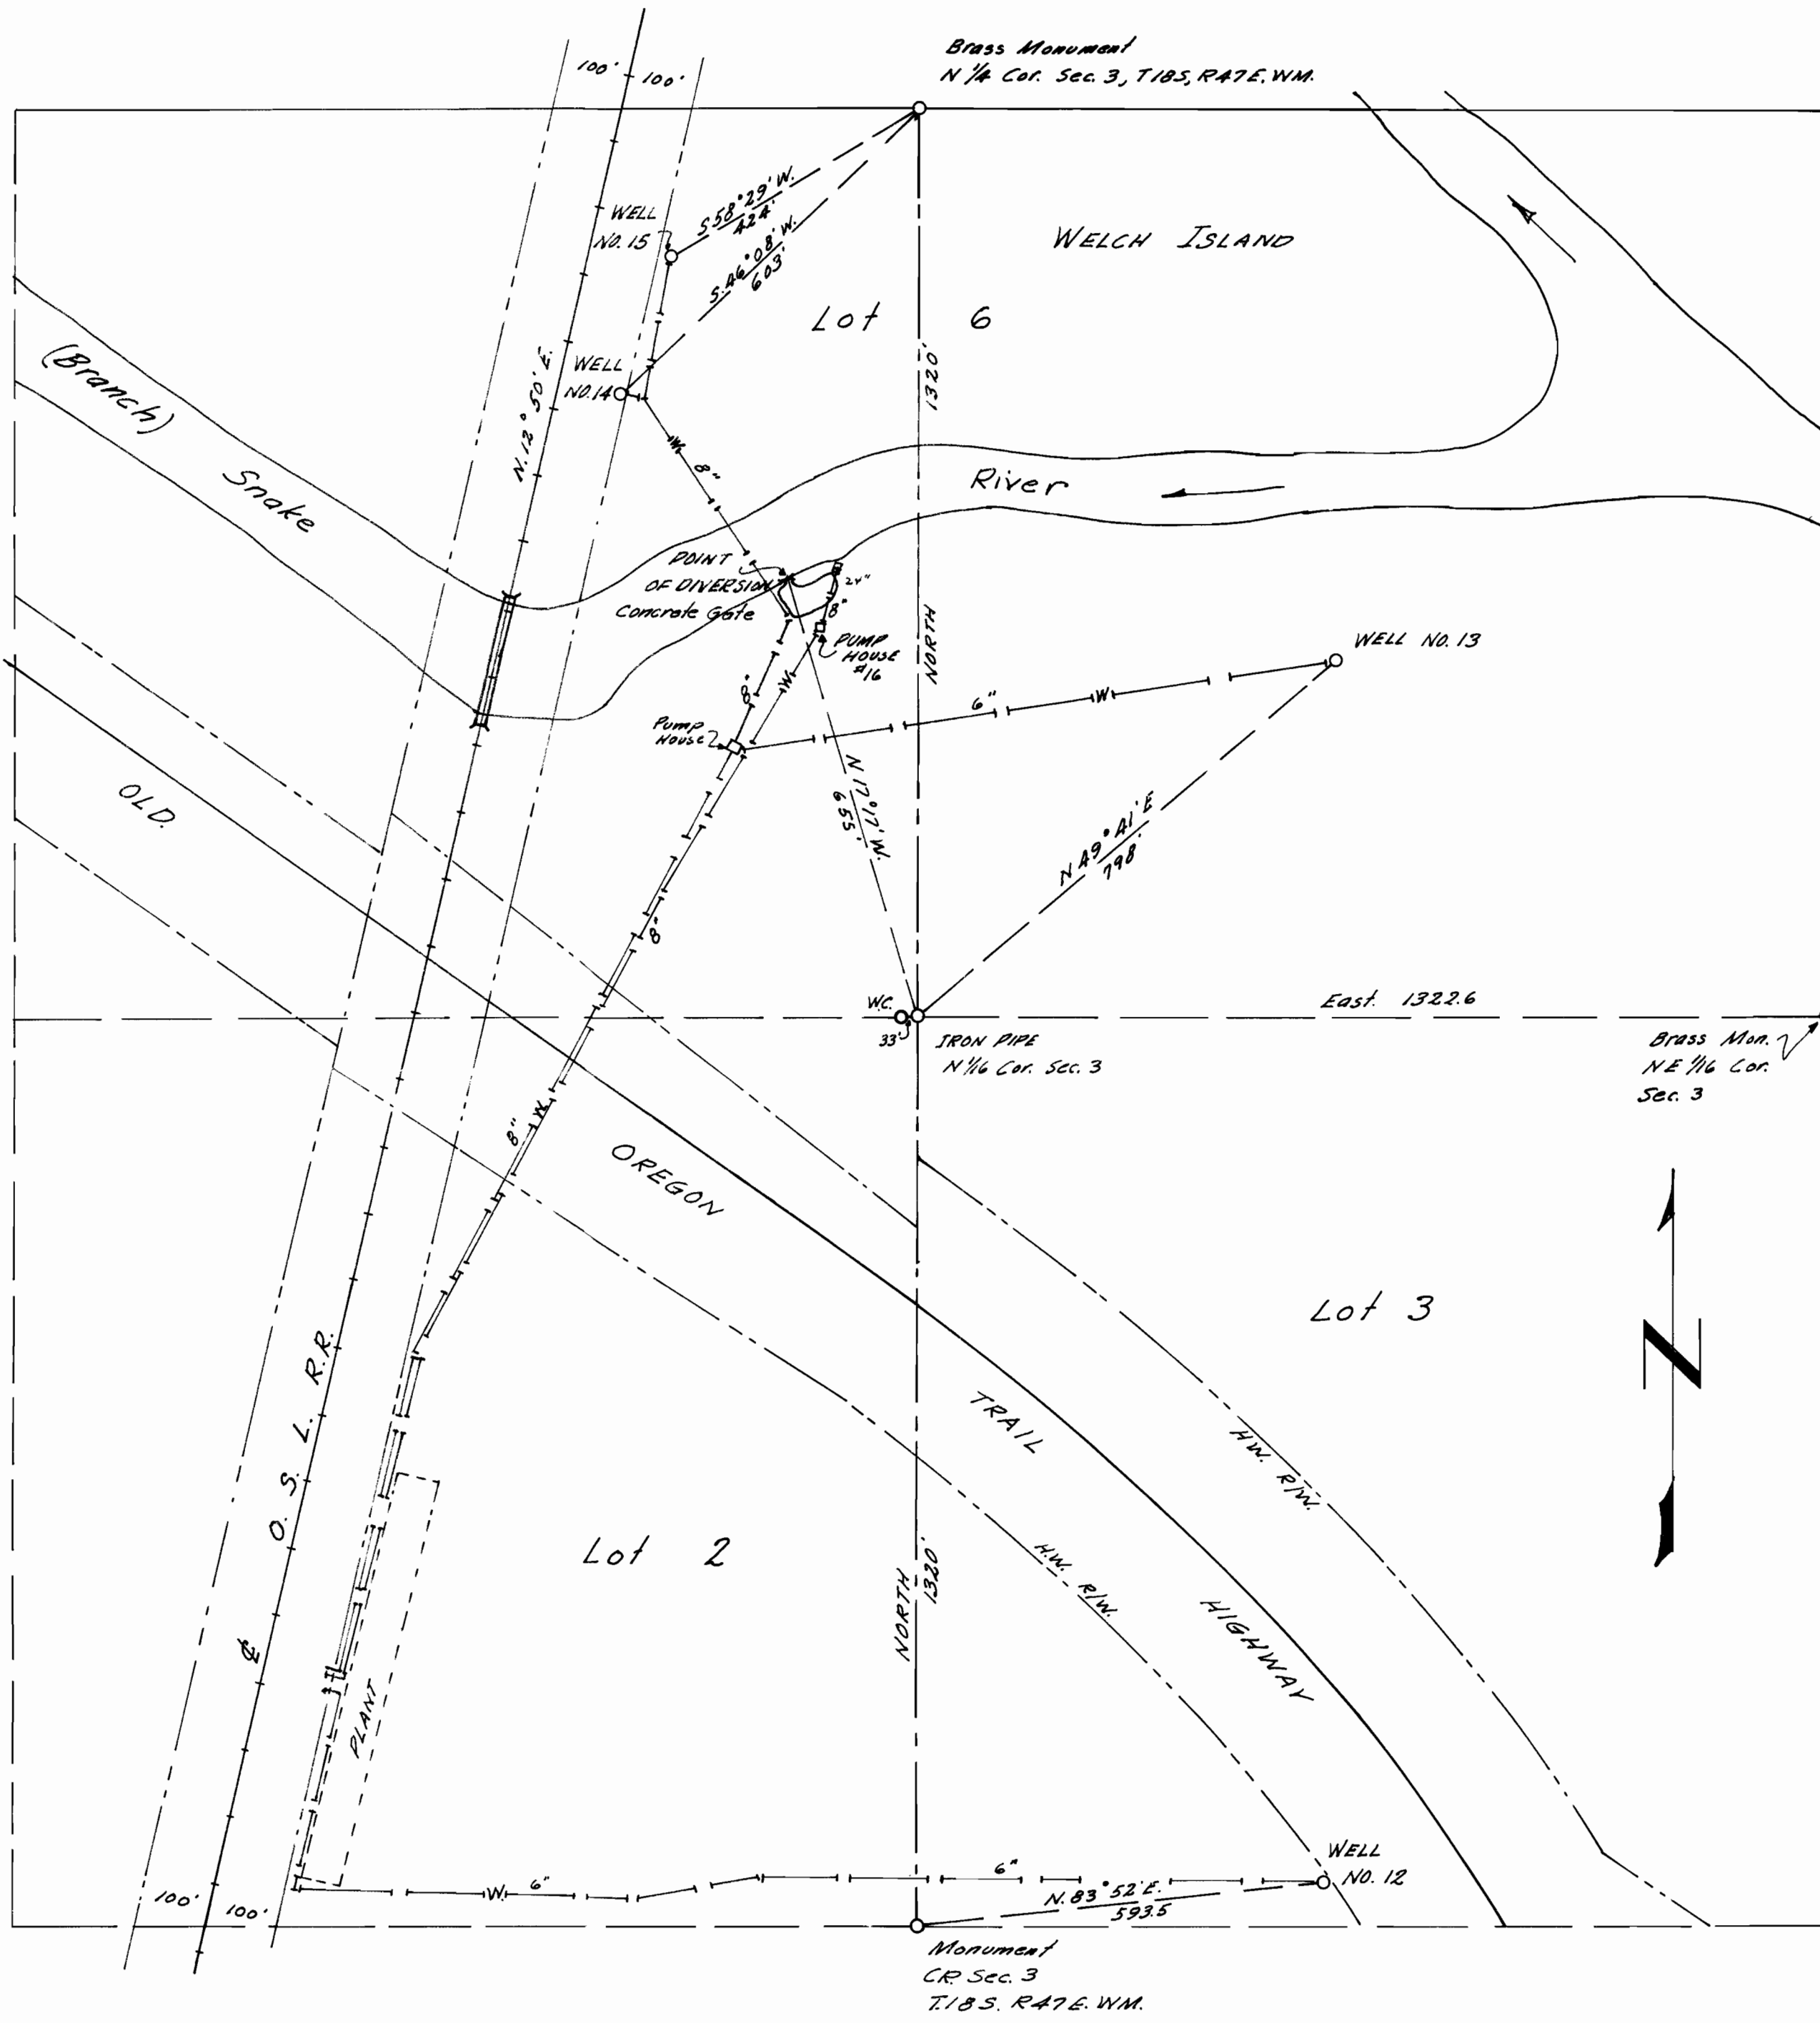 Brass Monument
N 1/4 Cor. Sec. 3, T18S, R47E. WM.
100' 100'
S 58° 29' W.
424'
S. 46° 08' W.
603'
WELL
NO. 15
WELCH ISLAND
Lot 6
1320'
(Branch)
Snake
River
N. 12° 50' E.
WELL
NO. 14
W
8"
POINT
OF DIVERSION
Concrete Gate
24"
8"
PUMP
HOUSE
#16
NORTH
WELL NO. 13
8"
W
6"
W
Pump
House
N 17° 17' W.
655'
N 49° 41' E
798'
OLD.
8"
W.C.
33'
IRON PIPE
N 1/16 Cor. Sec. 3
East. 1322.6
Brass Mon.
NE 1/16 Cor.
Sec. 3
8" W
OREGON
Lot 3
N
O. S. L. R.R.
TRAIL
H.W. R/W.
Lot 2
H.W. R/W.
NORTH
1320'
HIGHWAY
℄
PLANT
WELL
NO. 12
W. 6"
6"
N. 83° 52' E.
593.5
100' 100'
Monument
CP. Sec. 3
T.18 S. R47E. WM.